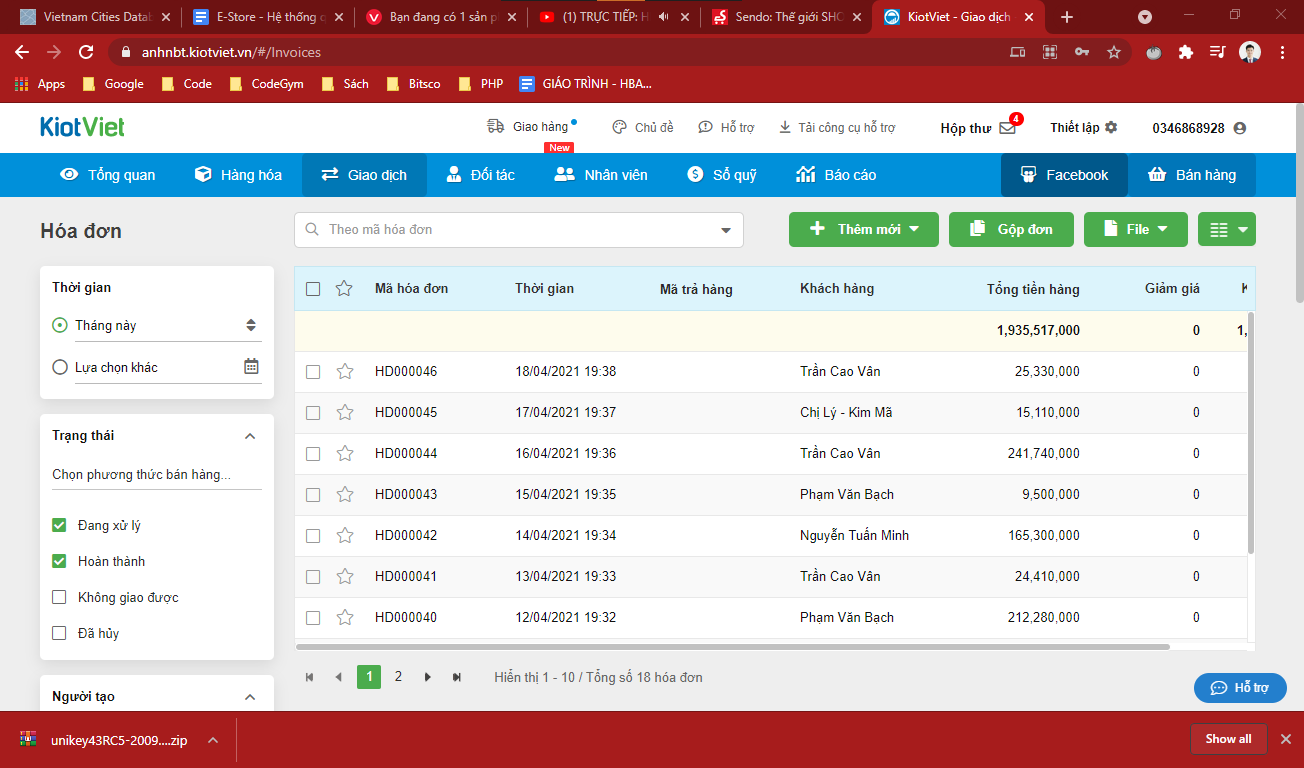 Vietnam Cities Datab
E-Store - Hệ thống q
Bạn đang có 1 sản p
(1) TRỰC TIẾP: H
Sendo: Thế giới SHO
KiotViet - Giao dịch
anhnbt.kiotviet.vn/#/Invoices
Apps Google Code CodeGym Sách Bitsco PHP GIÁO TRÌNH - HBA...
KiotViet
Giao hàng Chủ đề Hỗ trợ Tải công cụ hỗ trợ Hộp thư 4 Thiết lập 0346868928
New
Tổng quan Hàng hóa Giao dịch Đối tác Nhân viên Sổ quỹ Báo cáo Facebook Bán hàng
Hóa đơn
Theo mã hóa đơn
Thêm mới Gộp đơn File
Thời gian
Tháng này
Lựa chọn khác
Trạng thái
Chọn phương thức bán hàng...
Đang xử lý
Hoàn thành
Không giao được
Đã hủy
Người tạo
Mã hóa đơn Thời gian Mã trả hàng Khách hàng Tổng tiền hàng Giảm giá K
1,935,517,000 0 1,
HD000046 18/04/2021 19:38 Trần Cao Vân 25,330,000 0
HD000045 17/04/2021 19:37 Chị Lý - Kim Mã 15,110,000 0
HD000044 16/04/2021 19:36 Trần Cao Vân 241,740,000 0
HD000043 15/04/2021 19:35 Phạm Văn Bạch 9,500,000 0
HD000042 14/04/2021 19:34 Nguyễn Tuấn Minh 165,300,000 0
HD000041 13/04/2021 19:33 Trần Cao Vân 24,410,000 0
HD000040 12/04/2021 19:32 Phạm Văn Bạch 212,280,000 0
1 2 Hiển thị 1 - 10 / Tổng số 18 hóa đơn
Hỗ trợ
unikey43RC5-2009....zip
Show all